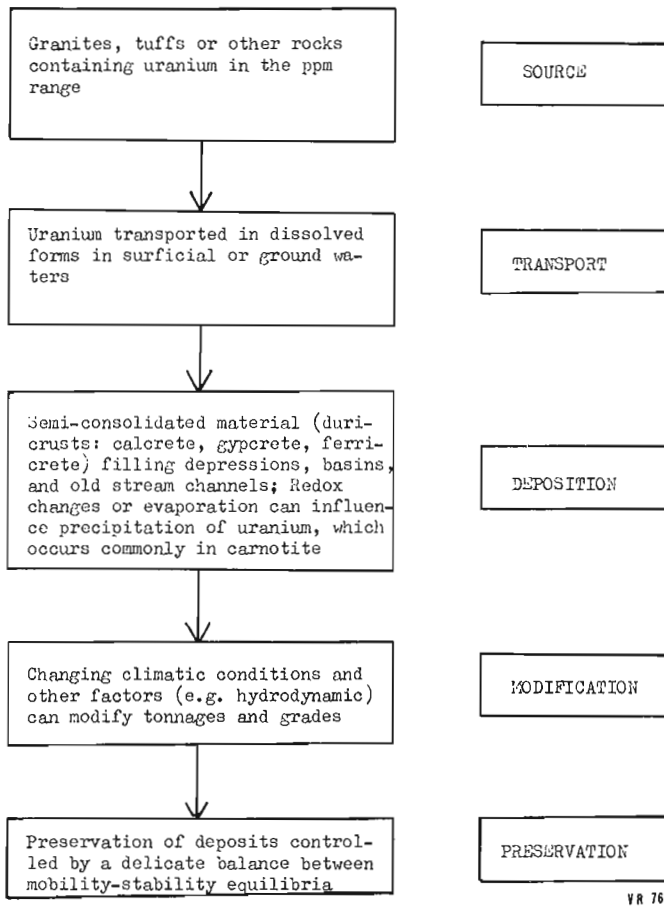 Granites, tuffs or other rocks
containing uranium in the ppm
range
SOURCE
Uranium transported in dissolved
forms in surficial or ground wa-
ters
TRANSPORT
Semi-consolidated material (duri-
crusts: calcrete, gypcrete, ferri-
crete) filling depressions, basins,
and old stream channels; Redox
changes or evaporation can influen-
ce precipitation of uranium, which
occurs commonly in carnotite
DEPOSITION
Changing climatic conditions and
other factors (e.g. hydrodynamic)
can modify tonnages and grades
MODIFICATION
Preservation of deposits control-
led by a delicate balance between
mobility-stability equilibria
PRESERVATION
VR 76